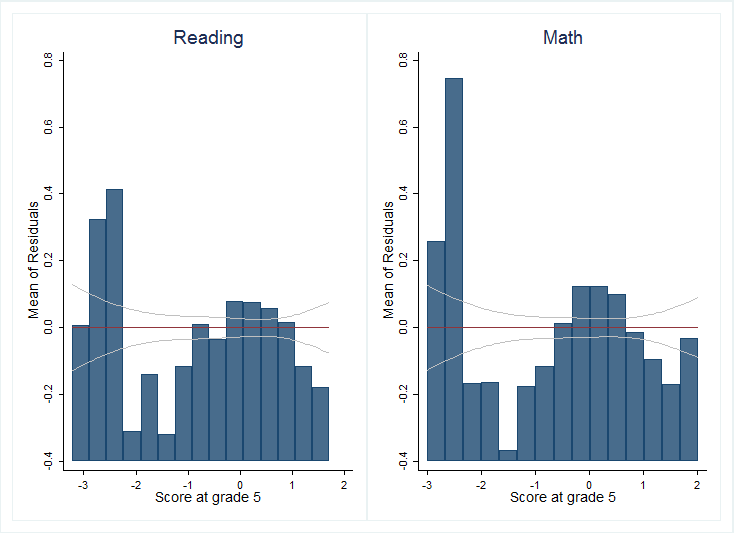 Reading
Mean of Residuals
0.8
0.6
0.4
0.2
0.0
-0.2
-0.4
-3 -2 -1 0 1 2
Score at grade 5
Math
Mean of Residuals
0.8
0.6
0.4
0.2
0.0
-0.2
-0.4
-3 -2 -1 0 1 2
Score at grade 5